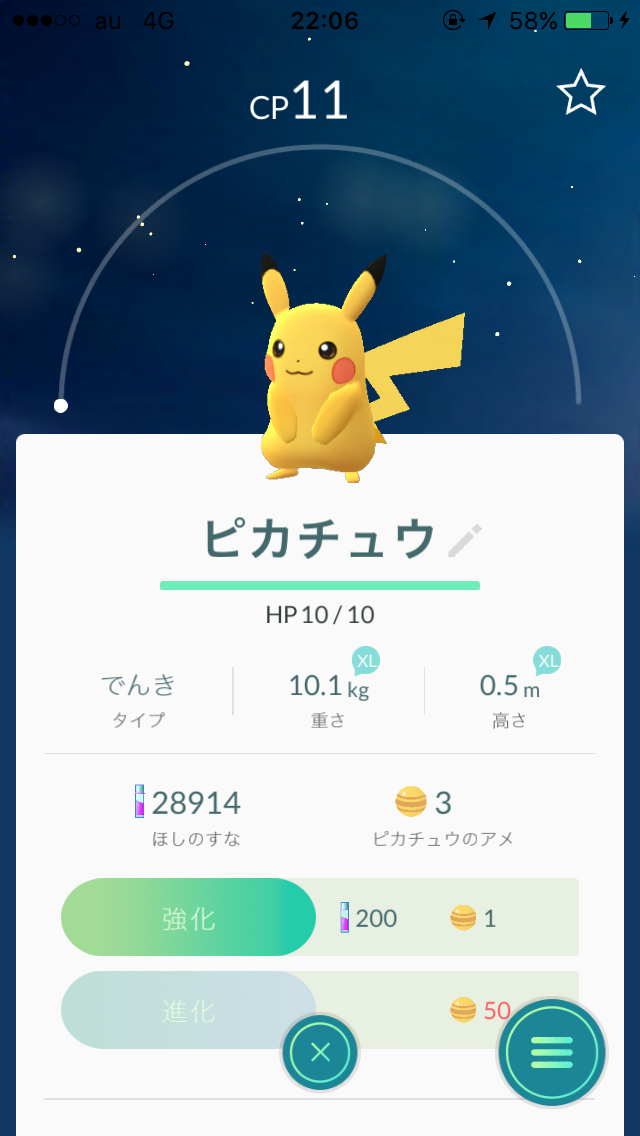 au 4G 22:06 58%
CP11
ピカチュウ
HP 10 / 10
XL XL
でんき 10.1 kg 0.5 m
タイプ 重さ 高さ
28914 3
ほしのすな ピカチュウのアメ
強化 200 1
進化 50